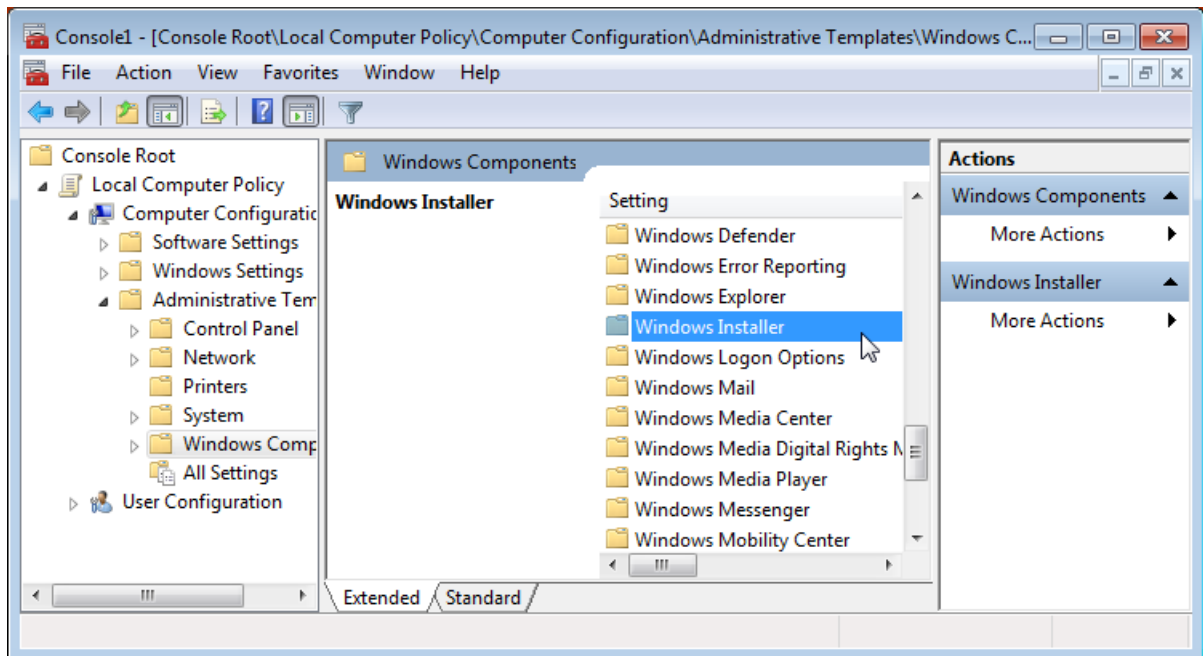 Console1 - [Console Root\Local Computer Policy\Computer Configuration\Administrative Templates\Windows C...
File Action View Favorites Window Help
Console Root
Local Computer Policy
Computer Configuratic
Software Settings
Windows Settings
Administrative Tem
Control Panel
Network
Printers
System
Windows Comp
All Settings
User Configuration
Windows Components
Windows Installer
Setting
Windows Defender
Windows Error Reporting
Windows Explorer
Windows Installer
Windows Logon Options
Windows Mail
Windows Media Center
Windows Media Digital Rights M
Windows Media Player
Windows Messenger
Windows Mobility Center
Extended Standard
Actions
Windows Components
More Actions
Windows Installer
More Actions